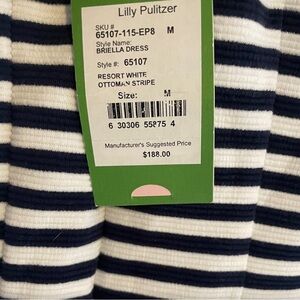 Lilly Pulitzer
SKU #
65107-115-EP8 M
Style Name:
BRIELLA DRESS
Style #: 65107
RESORT WHITE
OTTOMAN STRIPE
Size: M
6 30306 55875 4
Manufacturer's Suggested Price
$188.00